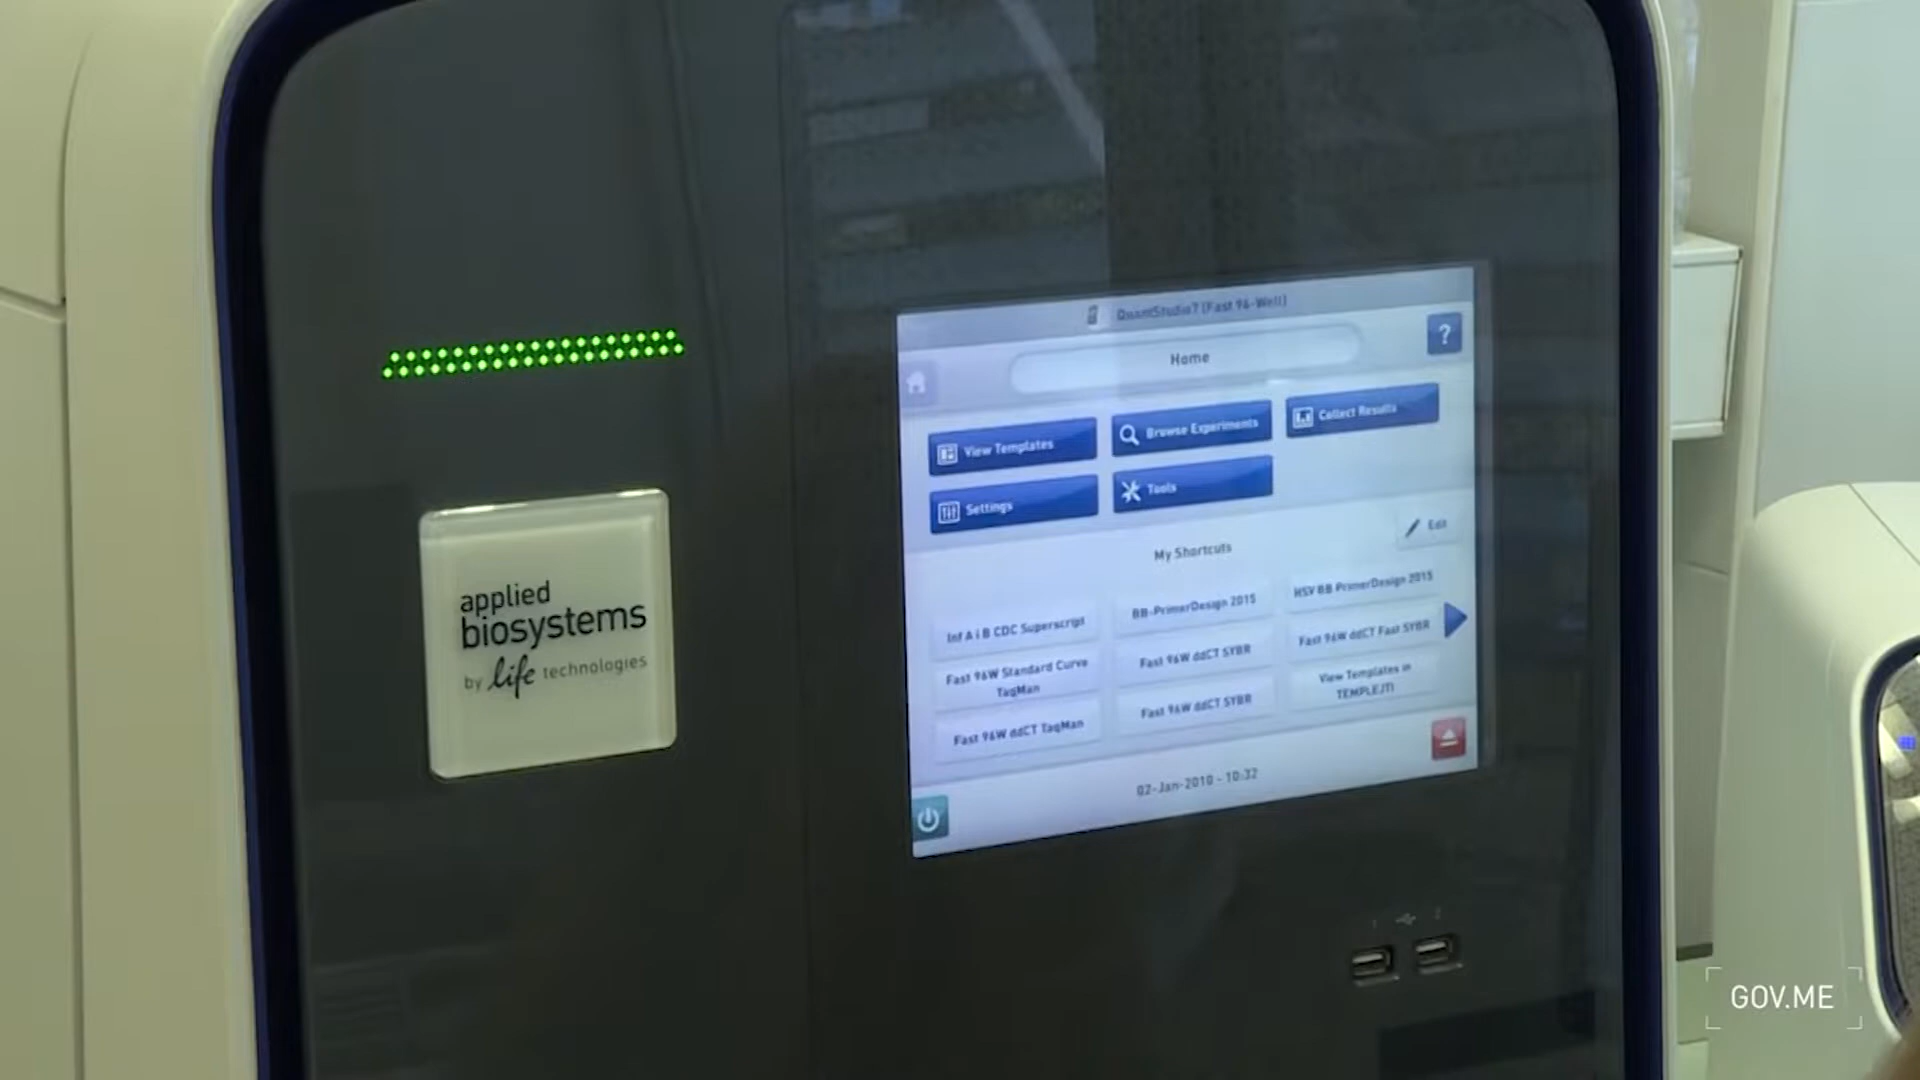 QuantStudio7 (Fast 96-Well)
Home
?
View Templates
Browse Experiments
Collect Results
Settings
Tools
Edit
My Shortcuts
Inf A i B CDC Superscript
BB-PrimerDesign 2015
HSV BB PrimerDesign 2015
Fast 96W Standard Curve
TaqMan
Fast 96W ddCT SYBR
Fast 96W ddCT Fast SYBR
Fast 96W ddCT TaqMan
Fast 96W ddCT SYBR
View Templates in
TEMPLEJTI
02-Jan-2010 - 10:32
applied
biosystems
by life technologies
1 2
GOV.ME